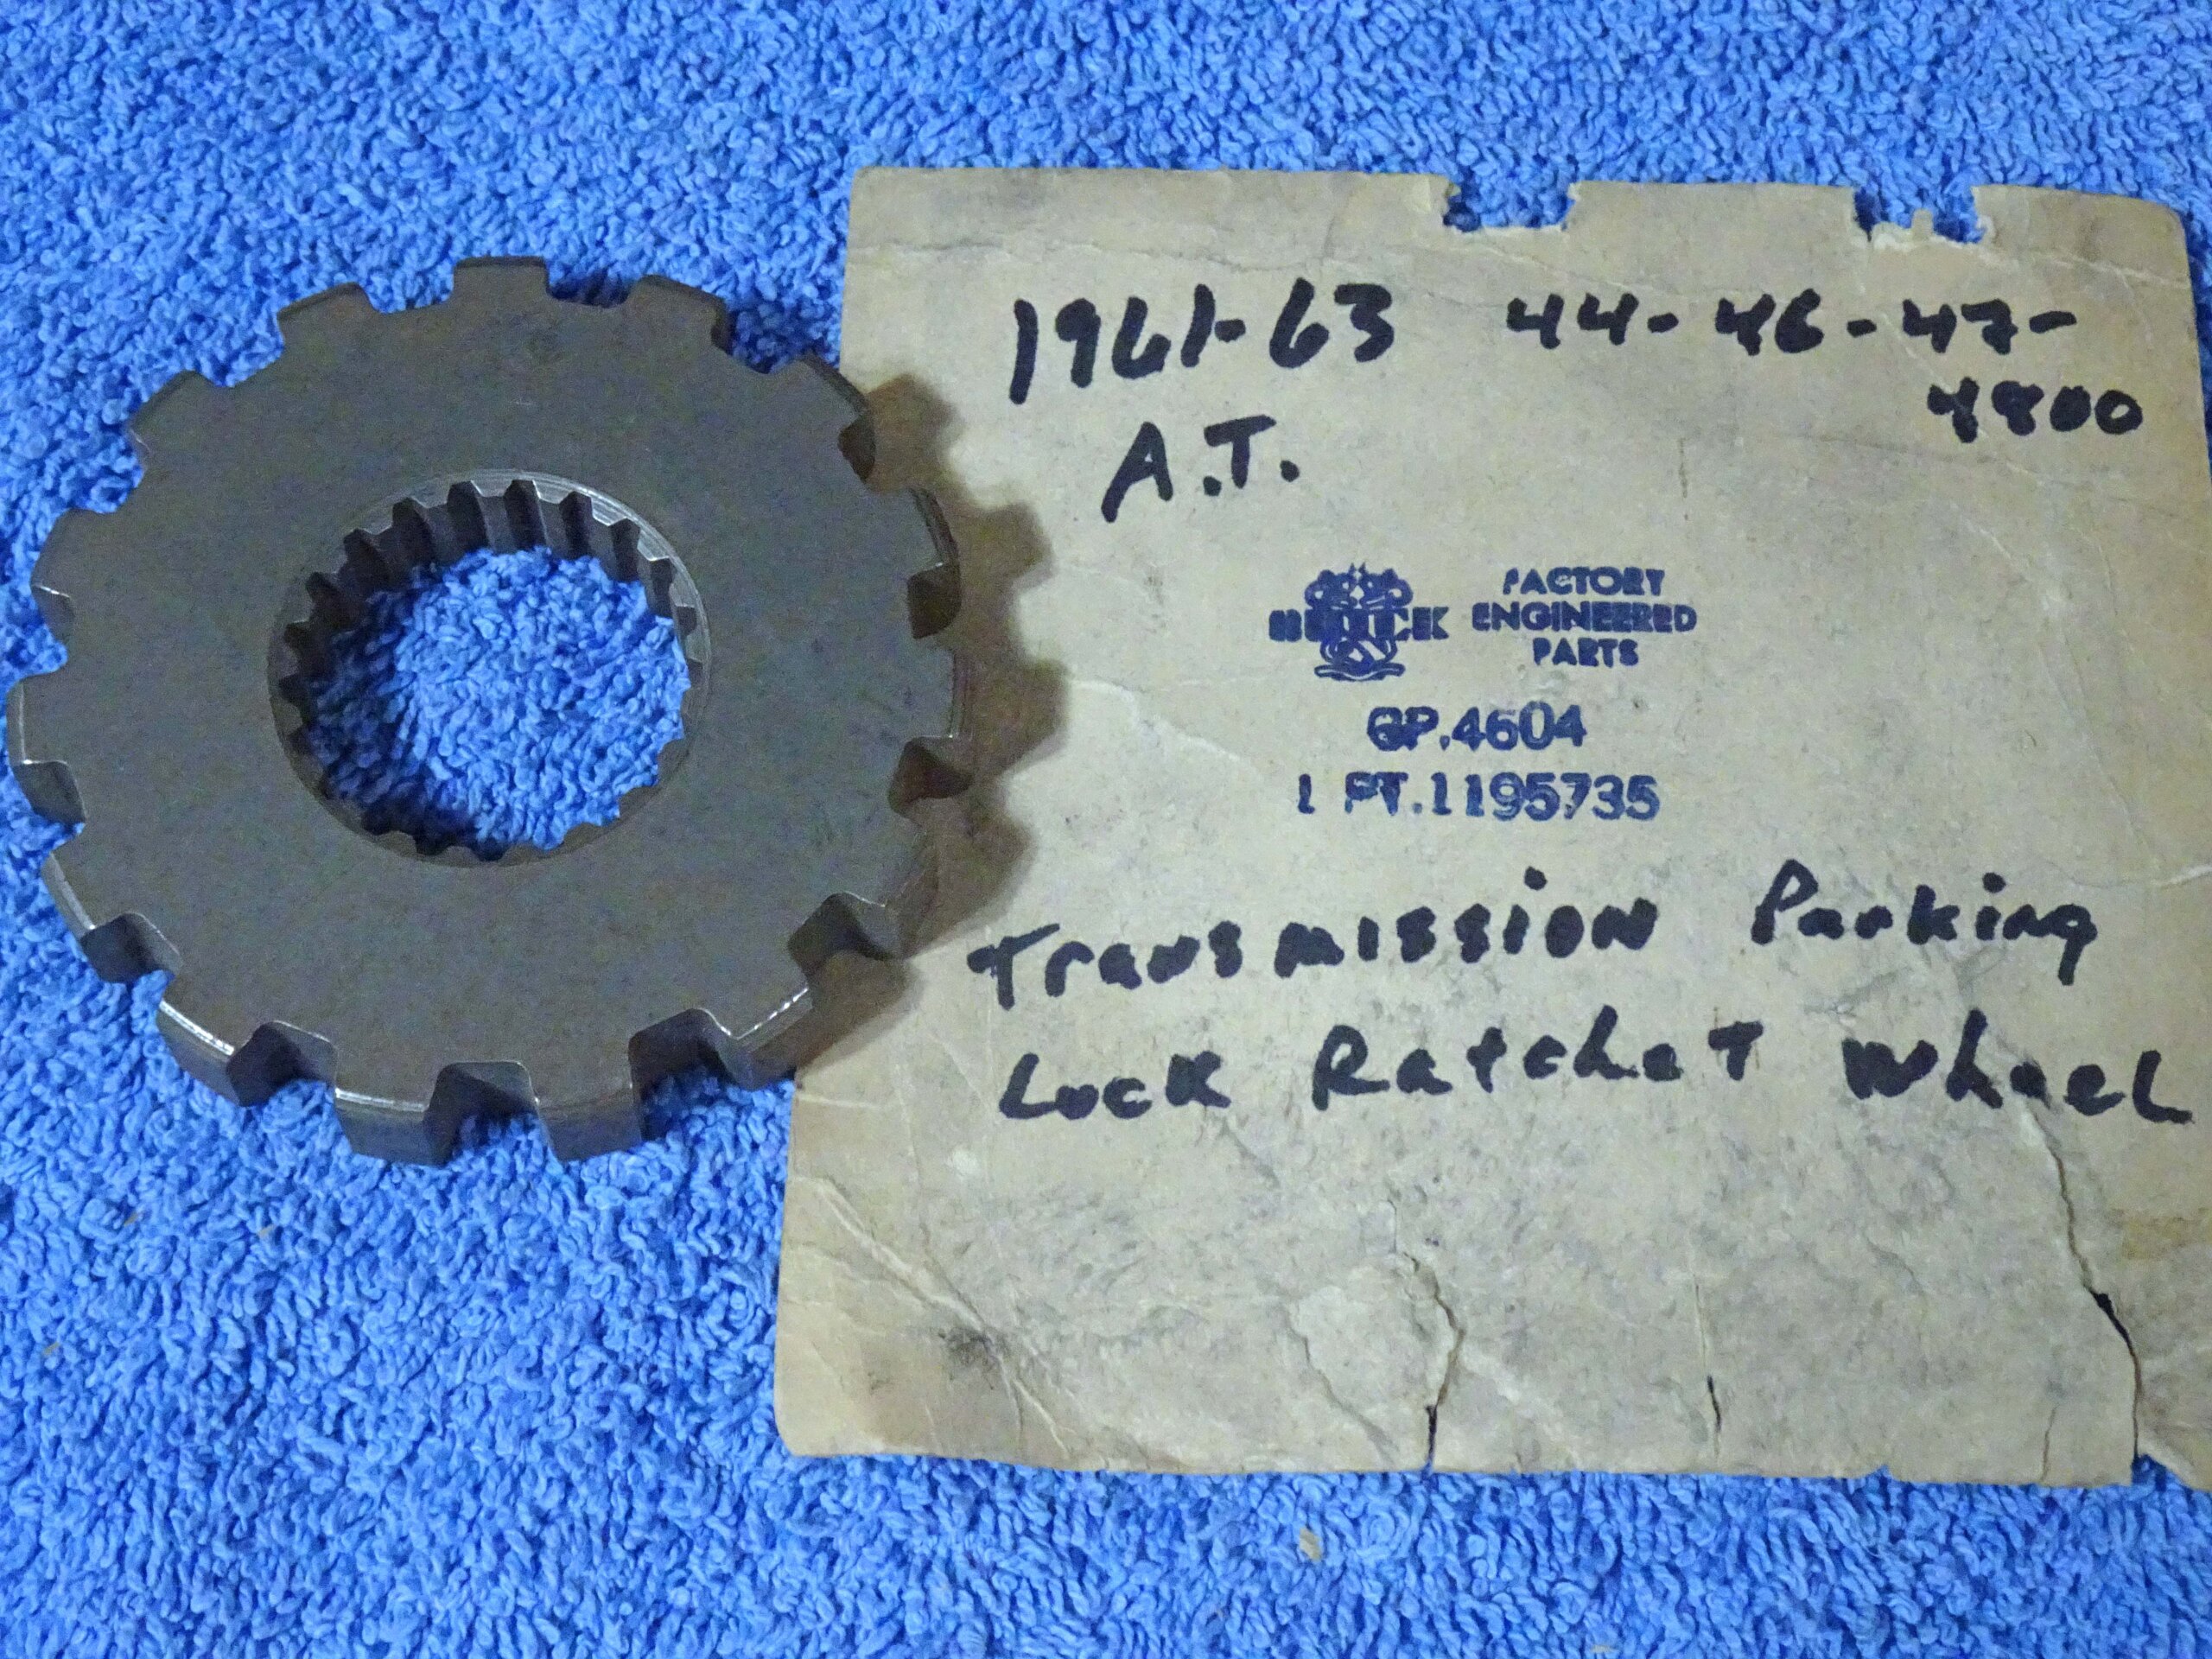 1961-63 44-46-47-
4800
A.T.
BUICK FACTORY
ENGINEERED
PARTS
GP.4604
1 PT.1195735
Transmission Parking
Lock Ratchet Wheel